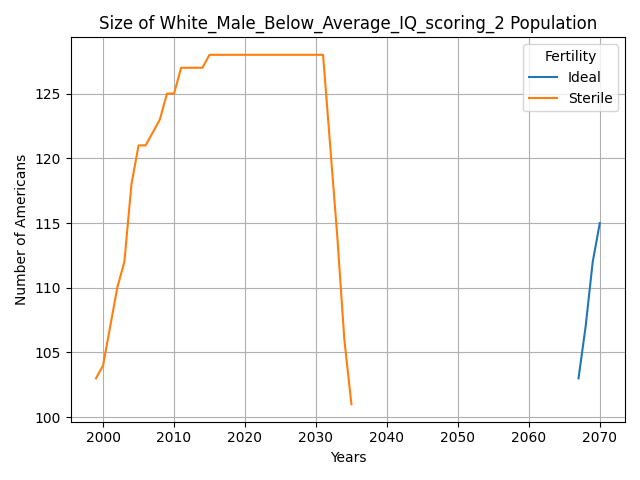 Size of White_Male_Below_Average_IQ_scoring_2 Population
Fertility
Ideal
Sterile
Number of Americans
125
120
115
110
105
100
2000 2010 2020 2030 2040 2050 2060 2070
Years